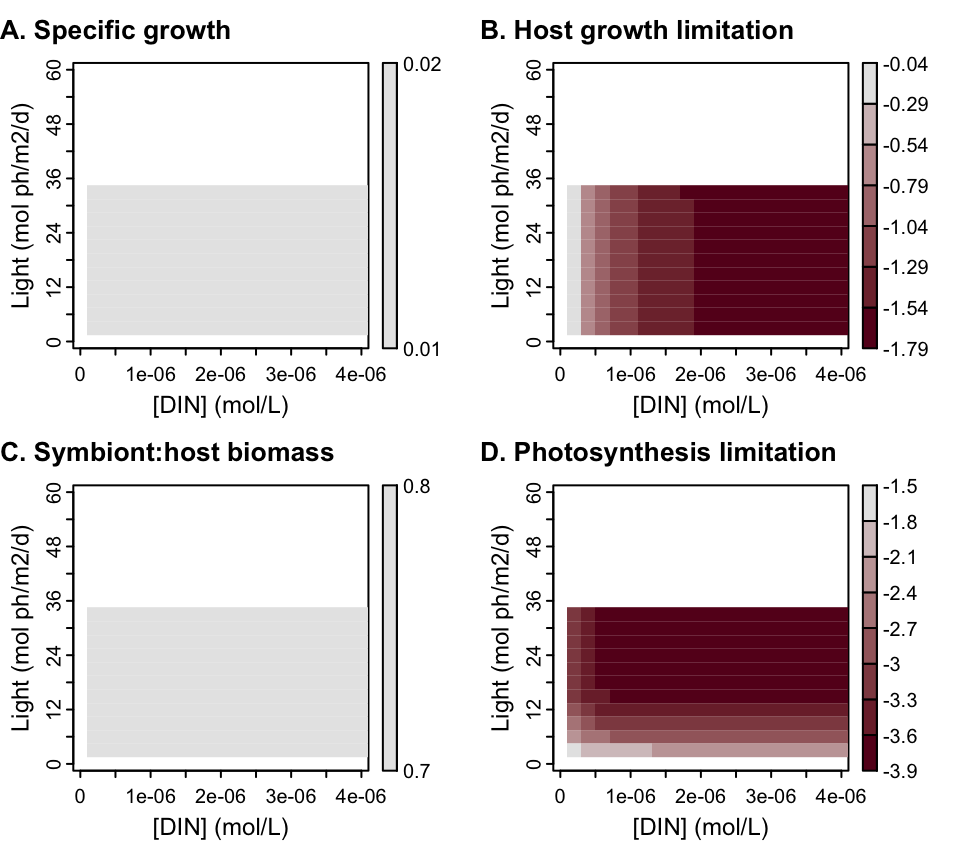 A. Specific growth
Light (mol ph/m2/d)
60
48
36
24
12
0
0
1e-06
2e-06
3e-06
4e-06
[DIN] (mol/L)
0.02
0.01
B. Host growth limitation
Light (mol ph/m2/d)
60
48
36
24
12
0
0
1e-06
2e-06
3e-06
4e-06
[DIN] (mol/L)
-0.04
-0.29
-0.54
-0.79
-1.04
-1.29
-1.54
-1.79
C. Symbiont:host biomass
Light (mol ph/m2/d)
60
48
36
24
12
0
0
1e-06
2e-06
3e-06
4e-06
[DIN] (mol/L)
0.8
0.7
D. Photosynthesis limitation
Light (mol ph/m2/d)
60
48
36
24
12
0
0
1e-06
2e-06
3e-06
4e-06
[DIN] (mol/L)
-1.5
-1.8
-2.1
-2.4
-2.7
-3
-3.3
-3.6
-3.9